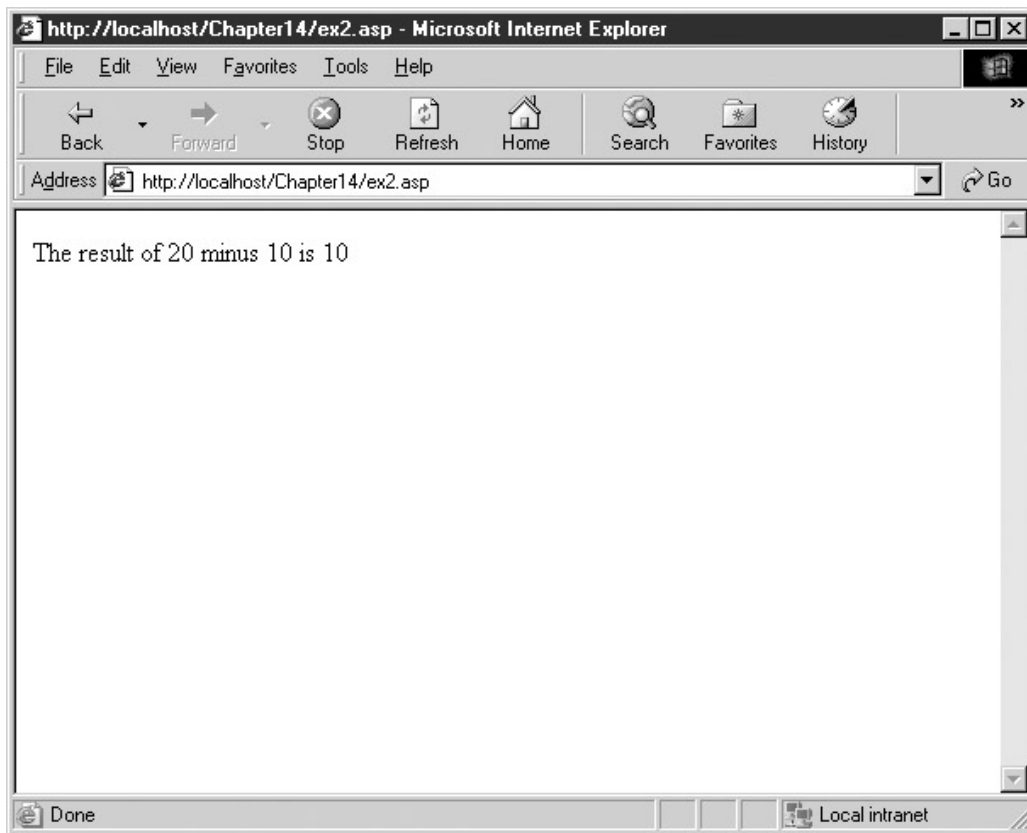 http://localhost/Chapter14/ex2.asp - Microsoft Internet Explorer
File Edit View Favorites Tools Help
Back Forward Stop Refresh Home Search Favorites History »
Address http://localhost/Chapter14/ex2.asp Go
The result of 20 minus 10 is 10
Done Local intranet